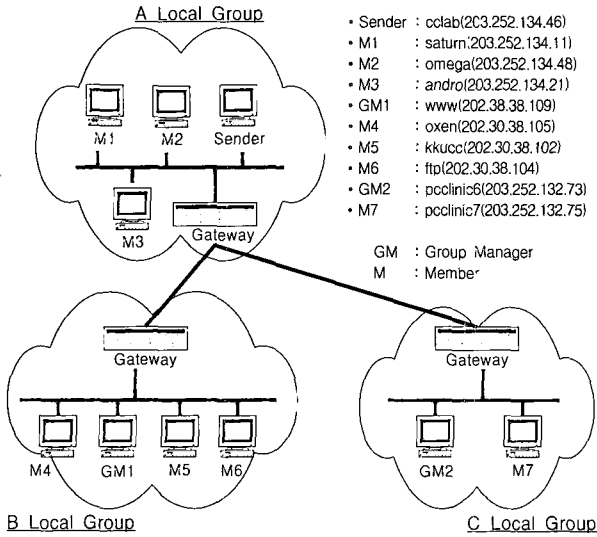 A Local Group
• Sender : cclab(203.252.134.46)
• M1 : saturn(203.252.134.11)
• M2 : omega(203.252.134.48)
• M3 : andro(203.252.134.21)
• GM1 : www(202.38.38.109)
• M4 : oxen(202.30.38.105)
• M5 : kkucc(202.30.38.102)
• M6 : ftp(202.30.38.104)
• GM2 : pcclinic6(203.252.132.73)
• M7 : pcclinic7(203.252.132.75)
GM : Group Manager
M : Member
M1 M2 Sender
M3 Gateway
Gateway
M4 GM1 M5 M6
B Local Group
Gateway
GM2 M7
C Local Group